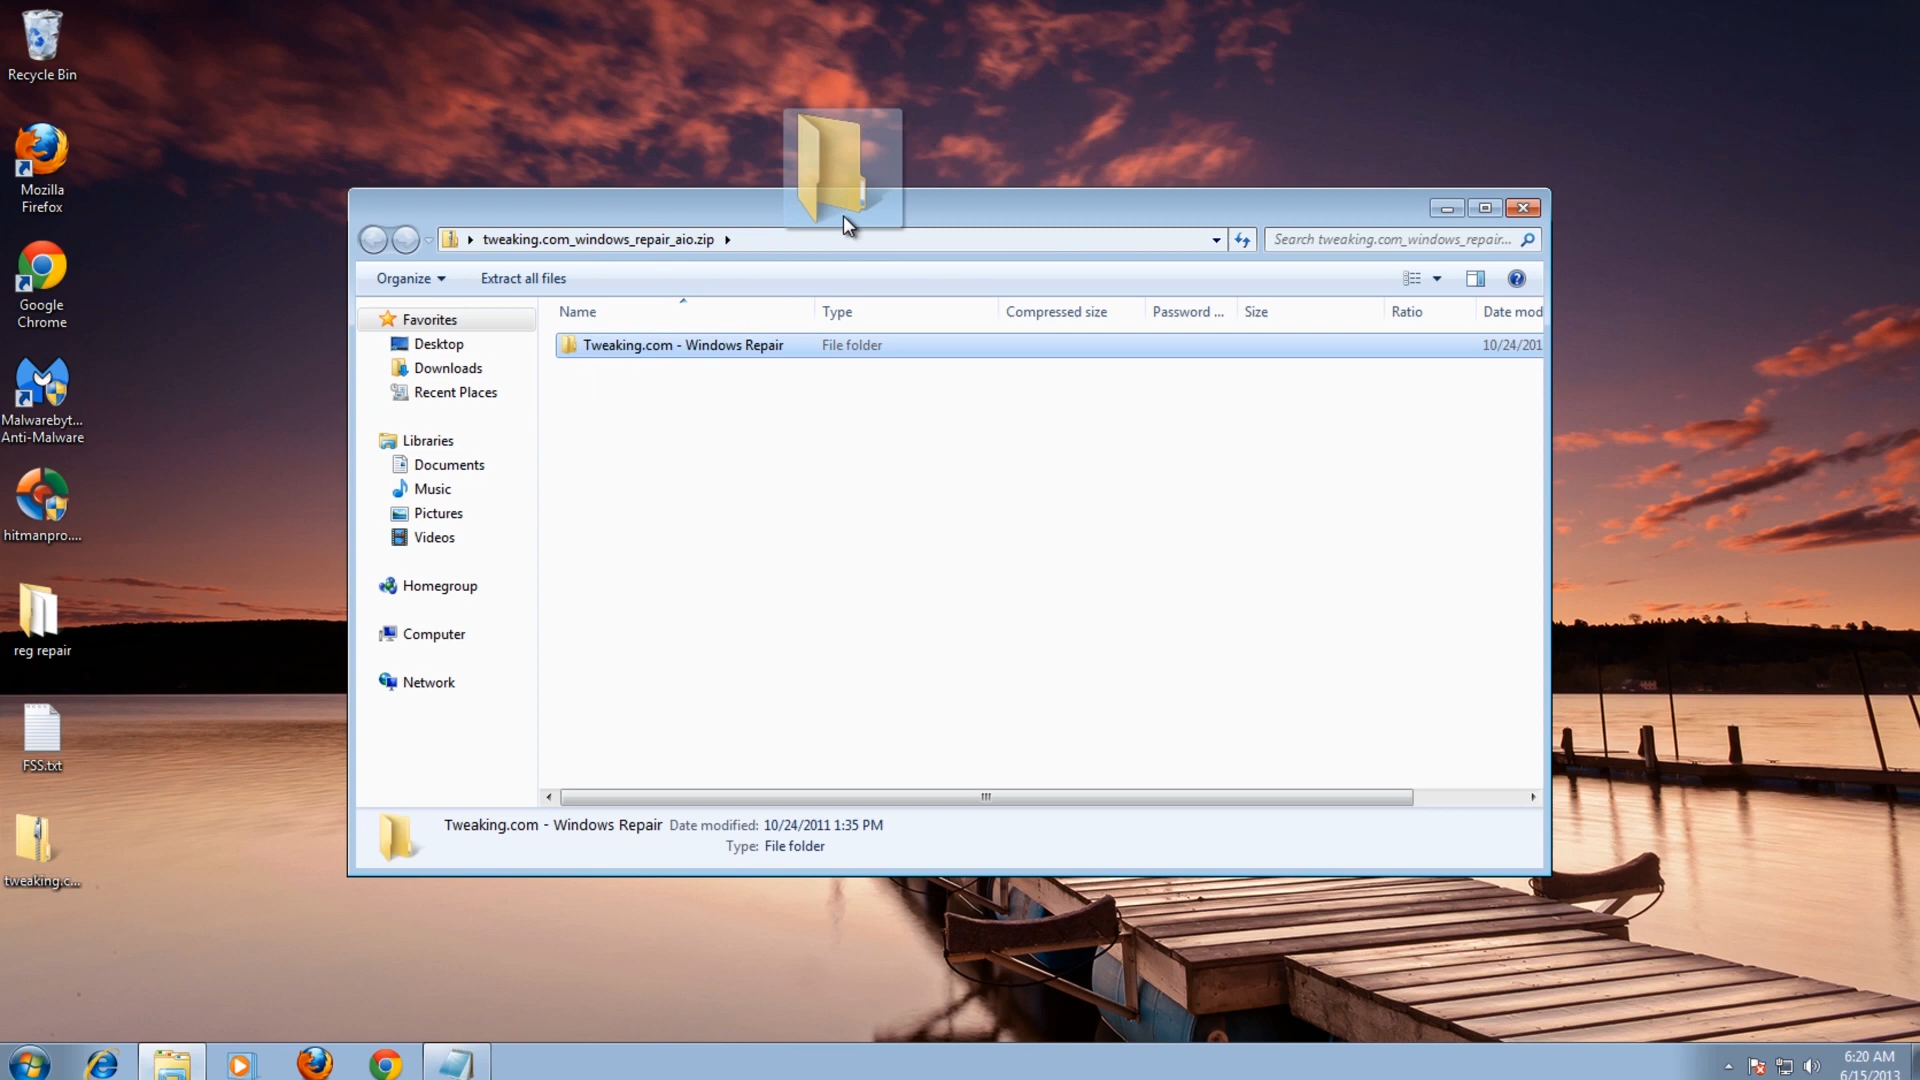 Recycle Bin
Mozilla
Firefox
Google
Chrome
Malwarebyt...
Anti-Malware
hitmanpro....
reg repair
FSS.txt
tweaking.c...
tweaking.com_windows_repair_aio.zip
Search tweaking.com_windows_repair...
Organize
Extract all files
Favorites
Desktop
Downloads
Recent Places
Libraries
Documents
Music
Pictures
Videos
Homegroup
Computer
Network
Name Type Compressed size Password ... Size Ratio Date mod
Tweaking.com - Windows Repair File folder 10/24/201
Tweaking.com - Windows Repair Date modified: 10/24/2011 1:35 PM
Type: File folder
6:20 AM
6/15/2013